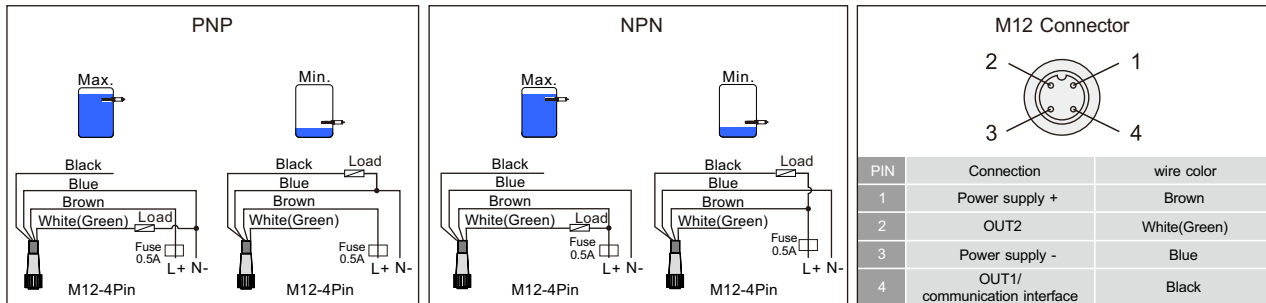 PNP
Max.
Min.
Black
Blue
Brown
White(Green)
Load
Fuse
0.5A
L+ N-
M12-4Pin
Black
Load
Blue
Brown
White(Green)
Fuse
0.5A
L+ N-
M12-4Pin
NPN
Max.
Min.
Black
Blue
Brown
White(Green)
Load
Fuse
0.5A
L+ N-
M12-4Pin
Black
Load
Blue
Brown
White(Green)
Fuse
0.5A
L+ N-
M12-4Pin
M12 Connector
2 1
3 4
PIN Connection wire color
1 Power supply + Brown
2 OUT2 White(Green)
3 Power supply - Blue
4 OUT1/ communication interface Black